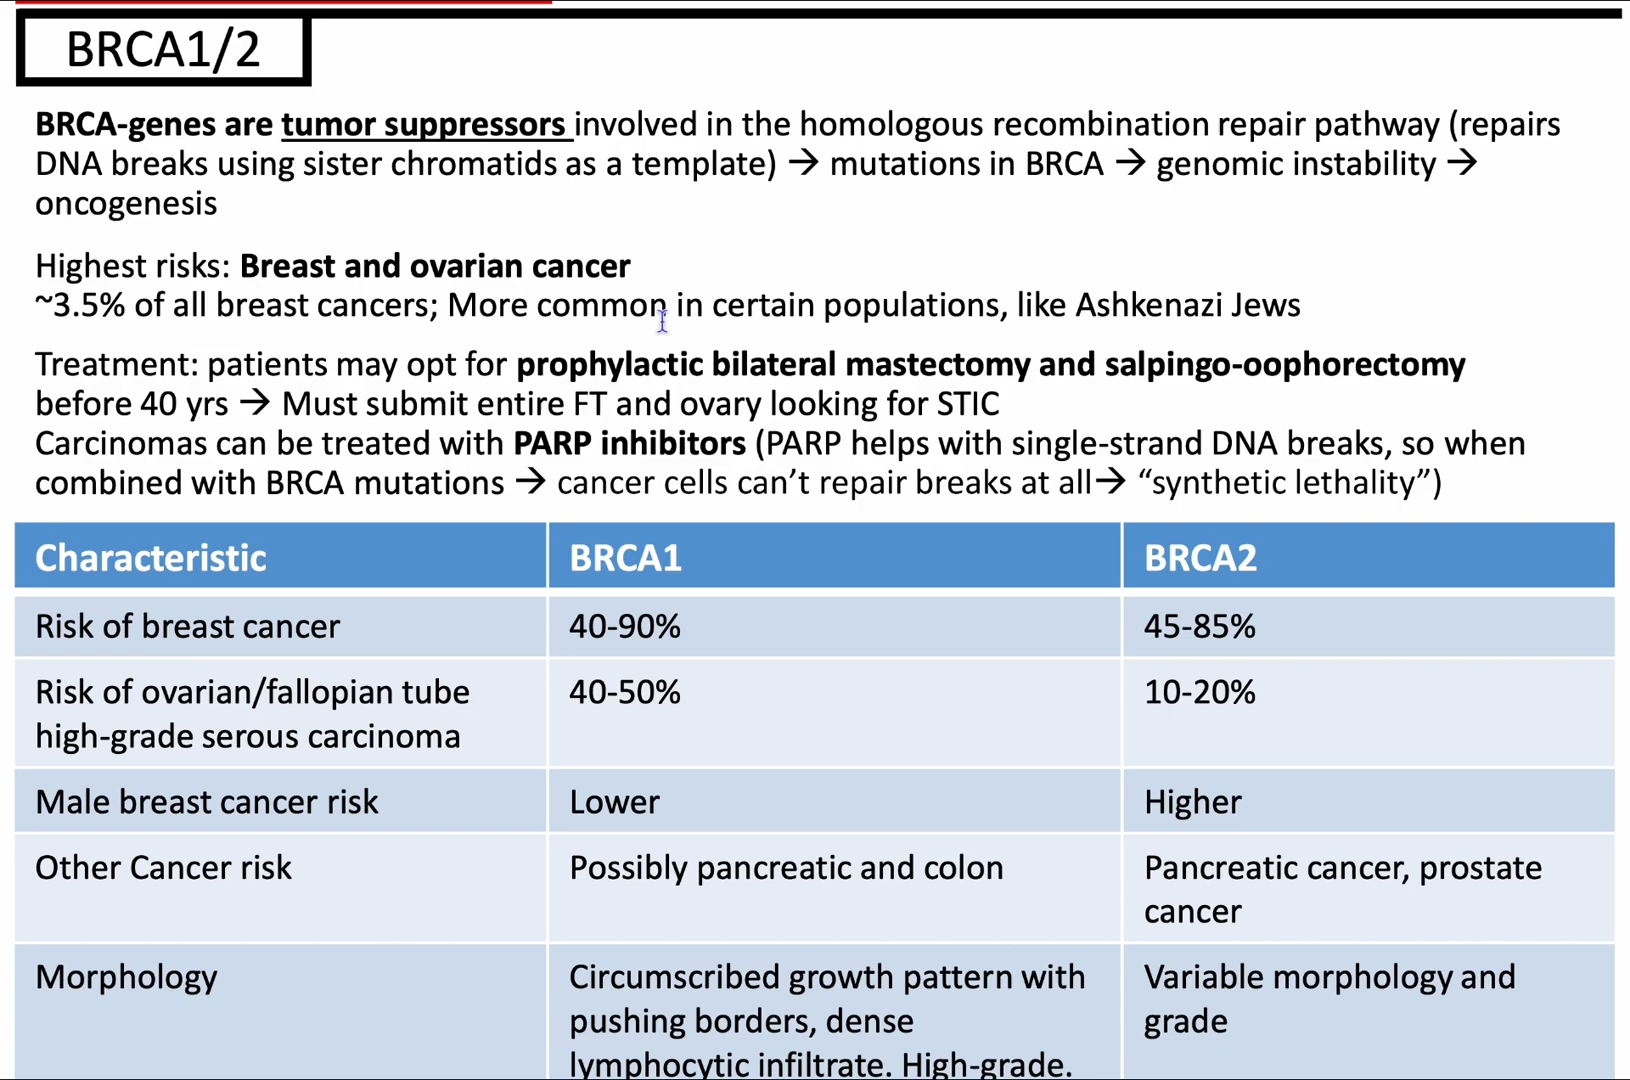 BRCA1/2
BRCA-genes are tumor suppressors involved in the homologous recombination repair pathway (repairs
DNA breaks using sister chromatids as a template) → mutations in BRCA → genomic instability →
oncogenesis
Highest risks: Breast and ovarian cancer
~3.5% of all breast cancers; More common in certain populations, like Ashkenazi Jews
Treatment: patients may opt for prophylactic bilateral mastectomy and salpingo-oophorectomy
before 40 yrs → Must submit entire FT and ovary looking for STIC
Carcinomas can be treated with PARP inhibitors (PARP helps with single-strand DNA breaks, so when
combined with BRCA mutations → cancer cells can’t repair breaks at all→ “synthetic lethality”)
Characteristic BRCA1 BRCA2
Risk of breast cancer 40-90% 45-85%
Risk of ovarian/fallopian tube 40-50% 10-20%
high-grade serous carcinoma
Male breast cancer risk Lower Higher
Other Cancer risk Possibly pancreatic and colon Pancreatic cancer, prostate
cancer
Morphology Circumscribed growth pattern with Variable morphology and
pushing borders, dense grade
lymphocytic infiltrate. High-grade.